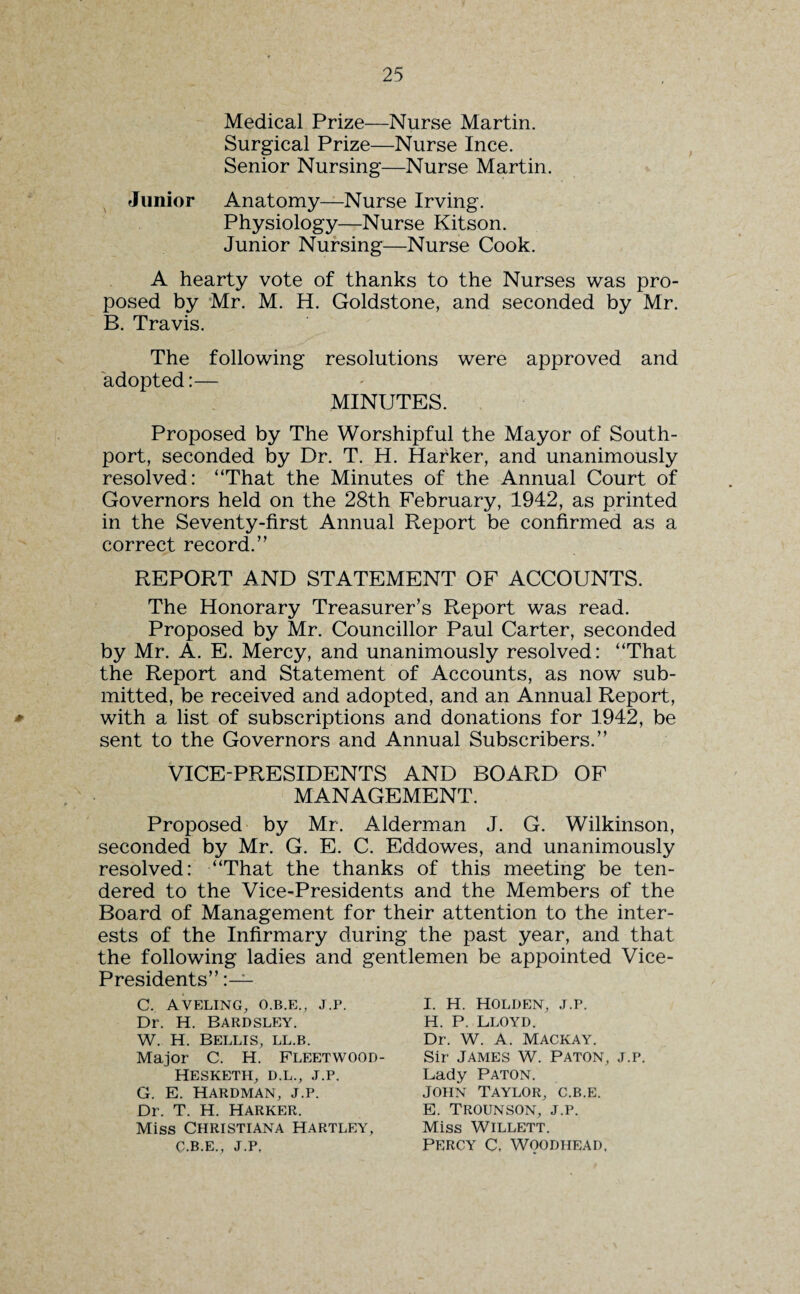 25
Medical Prize—Nurse Martin.
Surgical Prize—Nurse Ince.
Senior Nursing—Nurse Martin.
Junior Anatomy—Nurse Irving.
Physiology—Nurse Kitson.
Junior Nursing—Nurse Cook.
A hearty vote of thanks to the Nurses was pro-
posed by Mr. M. H. Goldstone, and seconded by Mr.
B. Travis.
The following resolutions were approved and
adopted:—
MINUTES.
Proposed by The Worshipful the Mayor of South-
port, seconded by Dr. T. H. Harker, and unanimously
resolved: “That the Minutes of the Annual Court of
Governors held on the 28th February, 1942, as printed
in the Seventy-first Annual Report be confirmed as a
correct record.”
REPORT AND STATEMENT OF ACCOUNTS.
The Honorary Treasurer’s Report was read.
Proposed by Mr. Councillor Paul Carter, seconded
by Mr. A. E. Mercy, and unanimously resolved: “That
the Report and Statement of Accounts, as now sub-
mitted, be received and adopted, and an Annual Report,
with a list of subscriptions and donations for 1942, be
sent to the Governors and Annual Subscribers.”
VICE-PRESIDENTS AND BOARD OF
MANAGEMENT.
Proposed by Mr. Alderman J. G. Wilkinson,
seconded by Mr. G. E. C. Eddowes, and unanimously
resolved: “That the thanks of this meeting be ten-
dered to the Vice-Presidents and the Members of the
Board of Management for their attention to the inter-
ests of the Infirmary during the past year, and that
the following ladies and gentlemen be appointed Vice-
Presidents”:—
C. AVELING, O.B.E., J.P.
Dr. H. BARDSLEY.
W. H. BELLIS, LL.B.
Major C. H. FLEETWOOD-
HESKETH, D.L., J.P.
G. E. HARDMAN, J.P.
Dr. T. H. HARKER.
Miss CHRISTIANA HARTLEY,
C.B.E., J.P.
I. H. HOLDEN, J.P.
H. P. LLOYD.
Dr. W. A. MACKAY.
Sir JAMES W. PATON, J.P.
Lady PATON.
JOHN TAYLOR, C.B.E.
E. TROUNSON, J.P.
Miss WILLETT.
PERCY C. WOODHEAD.